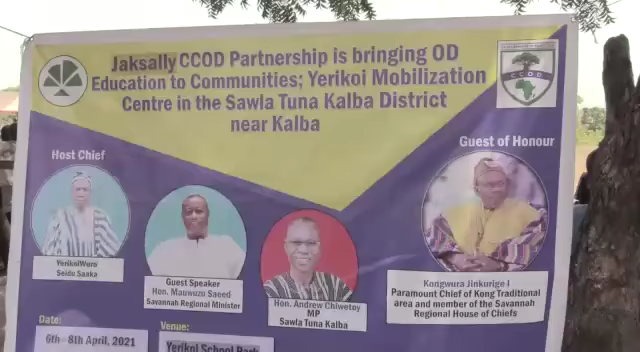 Jaksally CCOD Partnership is bringing OD
Education to Communities; Yerikoi Mobilization
Centre in the Sawla Tuna Kalba District
near Kalba
CCOD
Host Chief
Guest of Honour
YerikoiWura
Seidu Saaka
Guest Speaker
Hon. Mauwuzo Saeed
Savannah Regional Minister
Hon. Andrew Chiwetey
MP
Sawla Tuna Kalba
Kongwura Jinkurige I
Paramount Chief of Kong Traditional
area and member of the Savannah
Regional House of Chiefs
Date:
6th - 8th April, 2021
Venue:
Yerikoi School Park